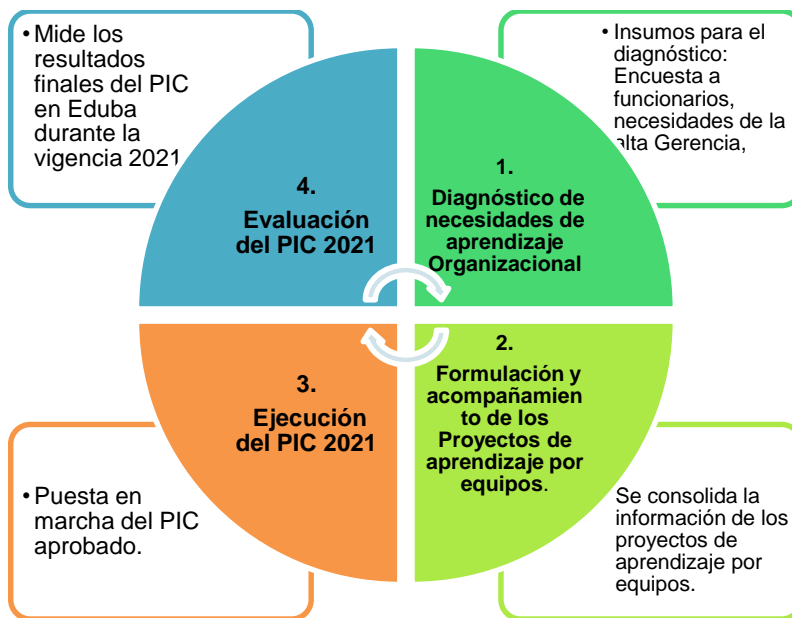 • Mide los
resultados
finales del PIC
en Eduba
durante la
vigencia 2021
• Insumos para el
diagnóstico:
Encuesta a
funcionarios,
necesidades de la
alta Gerencia,
4.
Evaluación
del PIC 2021
1.
Diagnóstico de
necesidades de
aprendizaje
Organizacional
3.
Ejecución
del PIC 2021
2.
Formulación y
acompañamien
to de los
Proyectos de
aprendizaje por
equipos.
• Puesta en
marcha del PIC
aprobado.
Se consolida la
información de los
proyectos de
aprendizaje por
equipos.